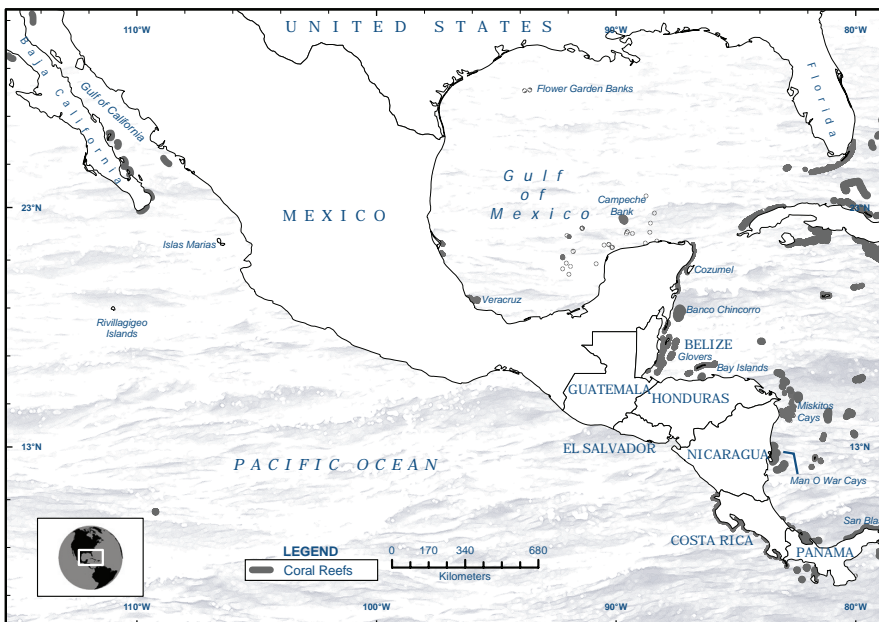 110°W
90°W
80°W
UNITED STATES
Baja California
Gulf of California
Flower Garden Banks
Florida
Gulf
of
Mexico
Campeche
Bank
23°N
MEXICO
Islas Marías
Cozumel
Veracruz
Banco Chincorro
Rivillagigeo
Islands
BELIZE
Glovers
Bay Islands
GUATEMALA
HONDURAS
Miskitos
Cays
13°N
13°N
EL SALVADOR
NICARAGUA
PACIFIC OCEAN
Man O War Cays
San Blas
COSTA RICA
PANAMA
LEGEND
Coral Reefs
0 170 340 680
Kilometers
110°W
100°W
90°W
80°W